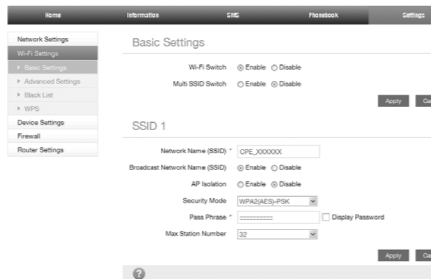 Home Information SMS Phonebook Settings
Network Settings
Wi-Fi Settings
Basic Settings
Advanced Settings
Black List
WPS
Device Settings
Firewall
Router Settings
Basic Settings
Wi-Fi Switch Enable Disable
Multi SSID Switch Enable Disable
Apply Ca
SSID 1
Network Name (SSID) * CPE_XXXXXX
Broadcast Network Name (SSID) Enable Disable
AP Isolation Enable Disable
Security Mode WPA2(AES)-PSK
Pass Phrase * Display Password
Max Station Number 32
Apply Ca
?